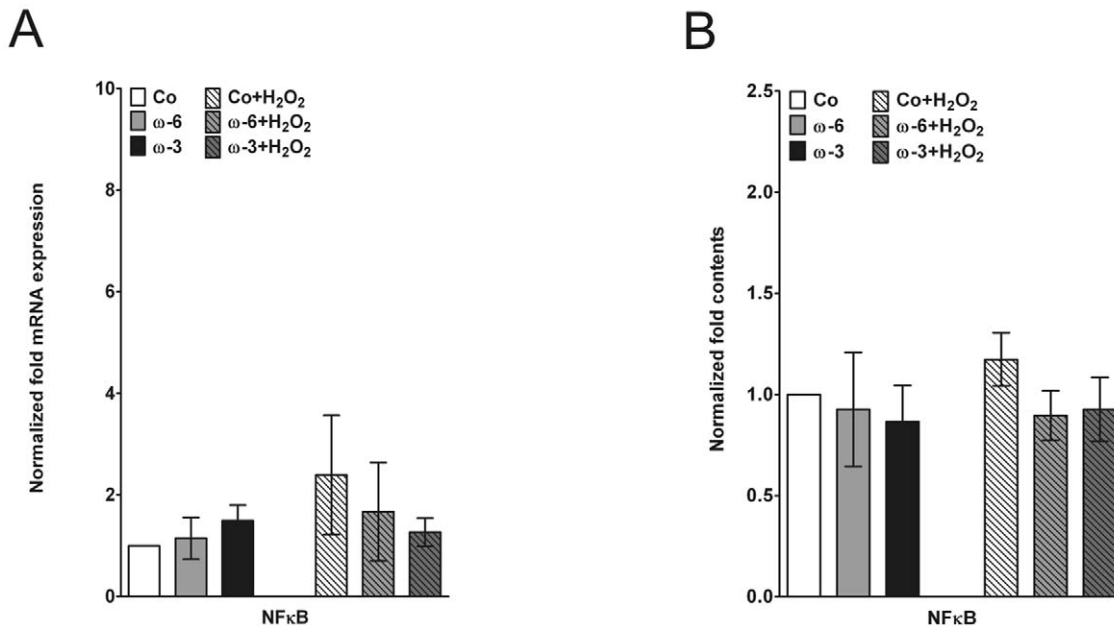 A
Normalized fold mRNA expression
10
8
6
4
2
0
Co
ω-6
ω-3
Co+H₂O₂
ω-6+H₂O₂
ω-3+H₂O₂
NFκB
B
Normalized fold contents
2.5
2.0
1.5
1.0
0.5
0.0
Co
ω-6
ω-3
Co+H₂O₂
ω-6+H₂O₂
ω-3+H₂O₂
NFκB